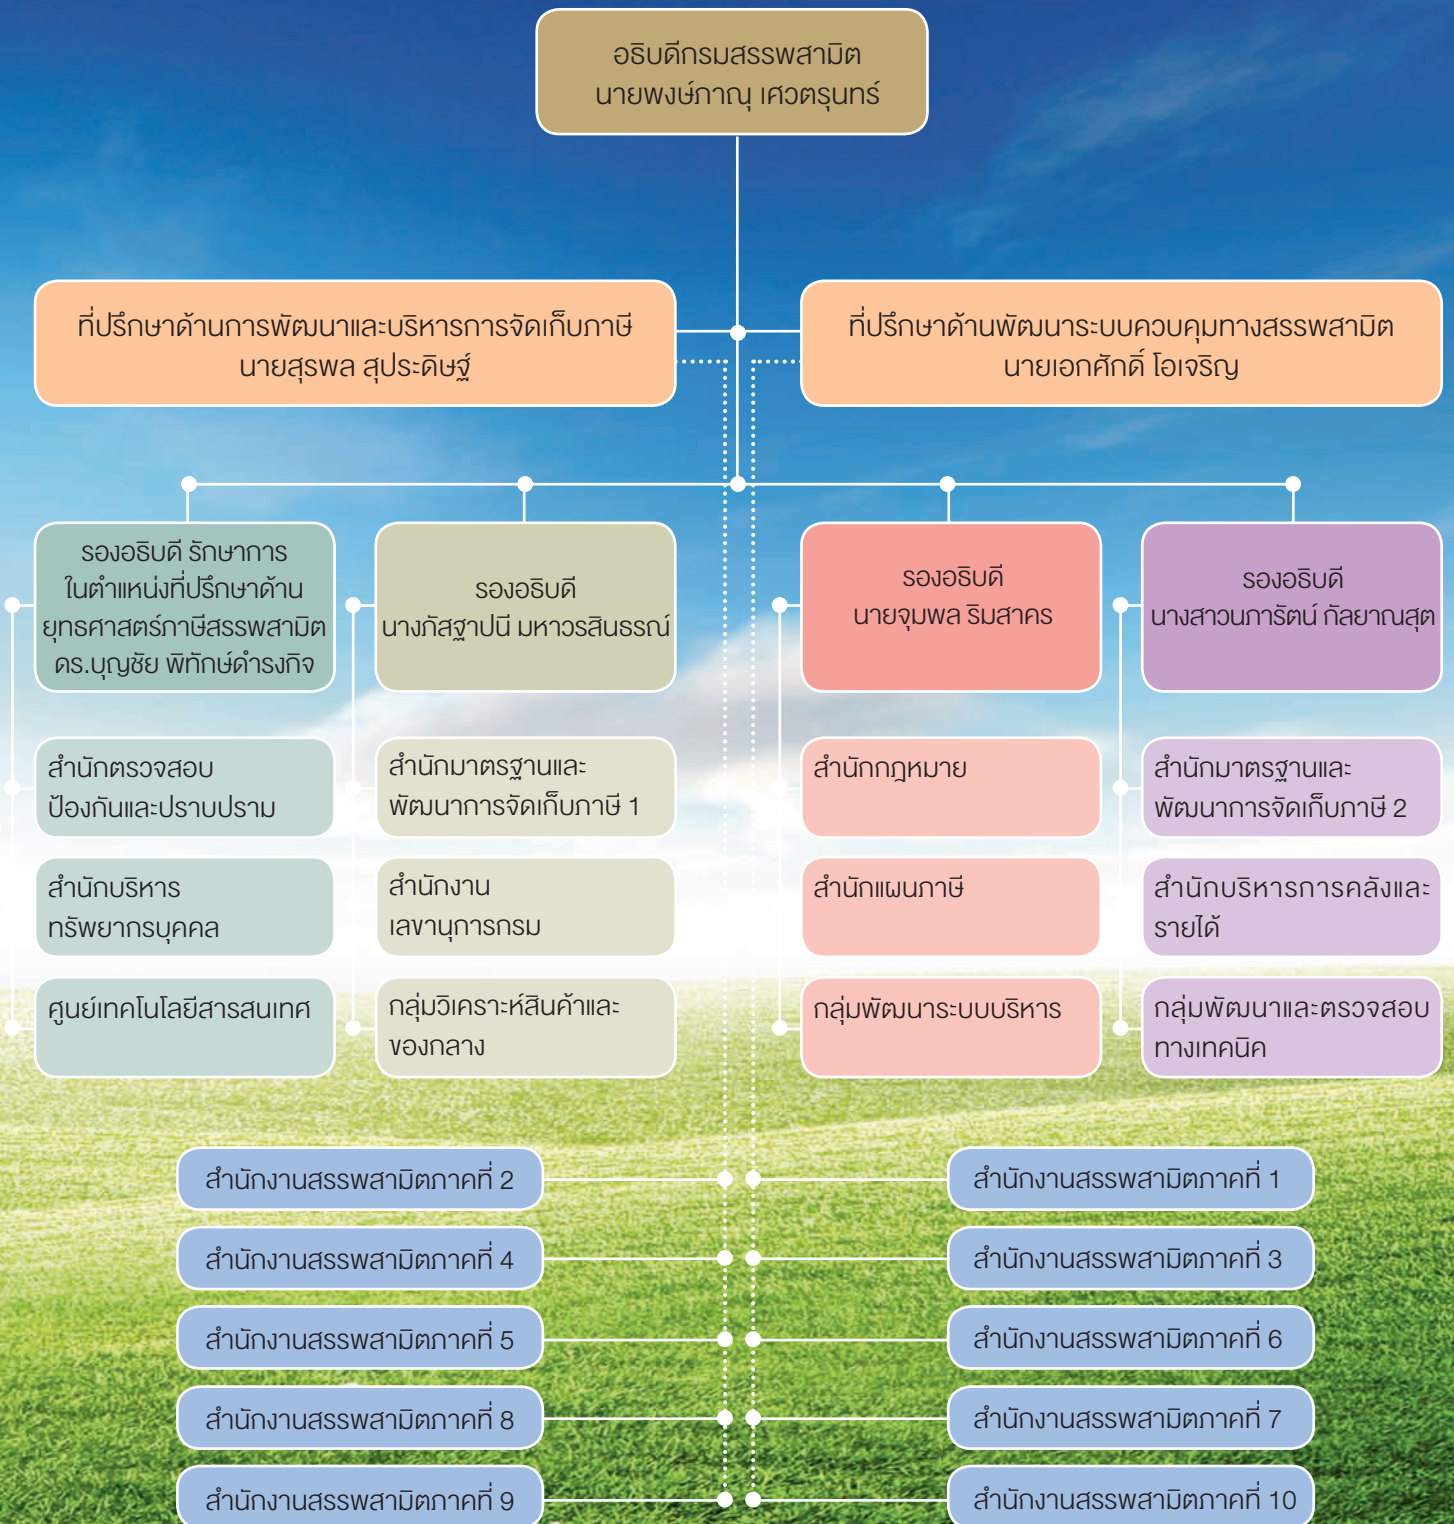 อธิบดีกรมสรรพสามิต
นายพงษ์ภาณุ เศวตรุนทร์
ที่ปรึกษาด้านการพัฒนาและบริหารการจัดเก็บภาษี
นายสุรพล สุประดิษฐ์
ที่ปรึกษาด้านพัฒนาระบบควบคุมทางสรรพสามิต
นายเอกศักดิ์ โอเจริญ
รองอธิบดี รักษาการ
ในตำแหน่งที่ปรึกษาด้าน
ยุทธศาสตร์ภาษีสรรพสามิต
ดร.บุญชัย พิทักษ์ดำรงกิจ
รองอธิบดี
นางภัสฐาปนี มหาวรสินธรณ์
รองอธิบดี
นายจุมพล ริมสาคร
รองอธิบดี
นางสาวนภารัตน์ กัลยาณสุต
สำนักตรวจสอบ
ป้องกันและปราบปราม
สำนักมาตรฐานและ
พัฒนาการจัดเก็บภาษี 1
สำนักกฎหมาย
สำนักมาตรฐานและ
พัฒนาการจัดเก็บภาษี 2
สำนักบริหาร
ทรัพยากรบุคคล
สำนักงาน
เลขานุการกรม
สำนักแผนภาษี
สำนักบริหารการคลังและ
รายได้
ศูนย์เทคโนโลยีสารสนเทศ
กลุ่มวิเคราะห์สินค้าและ
ของกลาง
กลุ่มพัฒนาระบบบริหาร
กลุ่มพัฒนาและตรวจสอบ
ทางเทคนิค
สำนักงานสรรพสามิตภาคที่ 2
สำนักงานสรรพสามิตภาคที่ 1
สำนักงานสรรพสามิตภาคที่ 4
สำนักงานสรรพสามิตภาคที่ 3
สำนักงานสรรพสามิตภาคที่ 5
สำนักงานสรรพสามิตภาคที่ 6
สำนักงานสรรพสามิตภาคที่ 8
สำนักงานสรรพสามิตภาคที่ 7
สำนักงานสรรพสามิตภาคที่ 9
สำนักงานสรรพสามิตภาคที่ 10